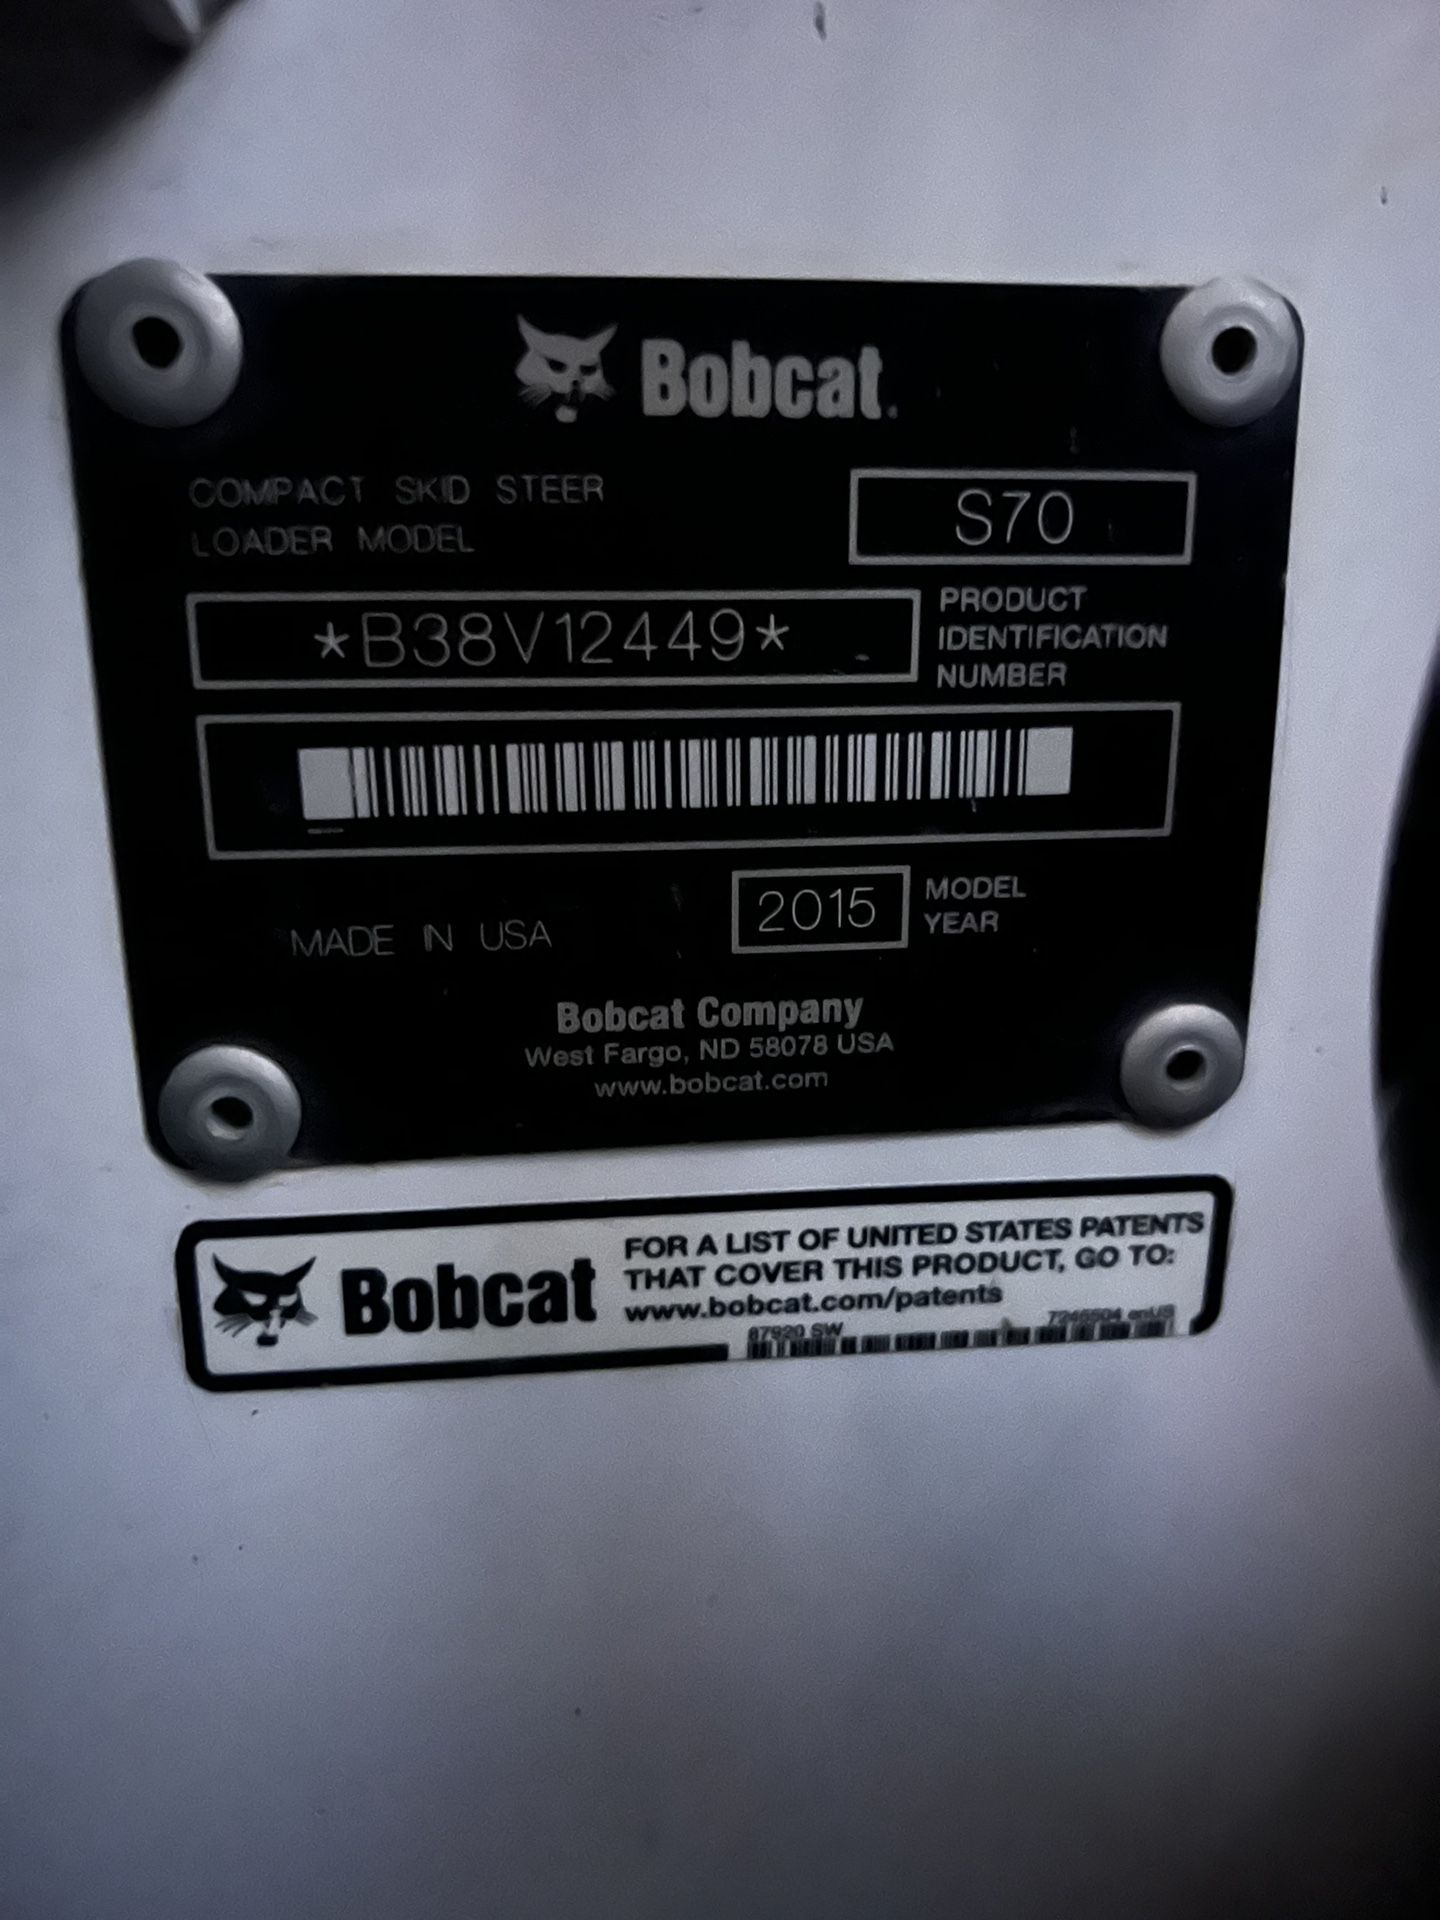 Bobcat.
COMPACT SKID STEER
LOADER MODEL
S70
*B38V12449*
PRODUCT
IDENTIFICATION
NUMBER
MADE IN USA
2015
MODEL
YEAR
Bobcat Company
West Fargo, ND 58078 USA
www.bobcat.com
Bobcat
FOR A LIST OF UNITED STATES PATENTS
THAT COVER THIS PRODUCT, GO TO:
www.bobcat.com/patents
enUS